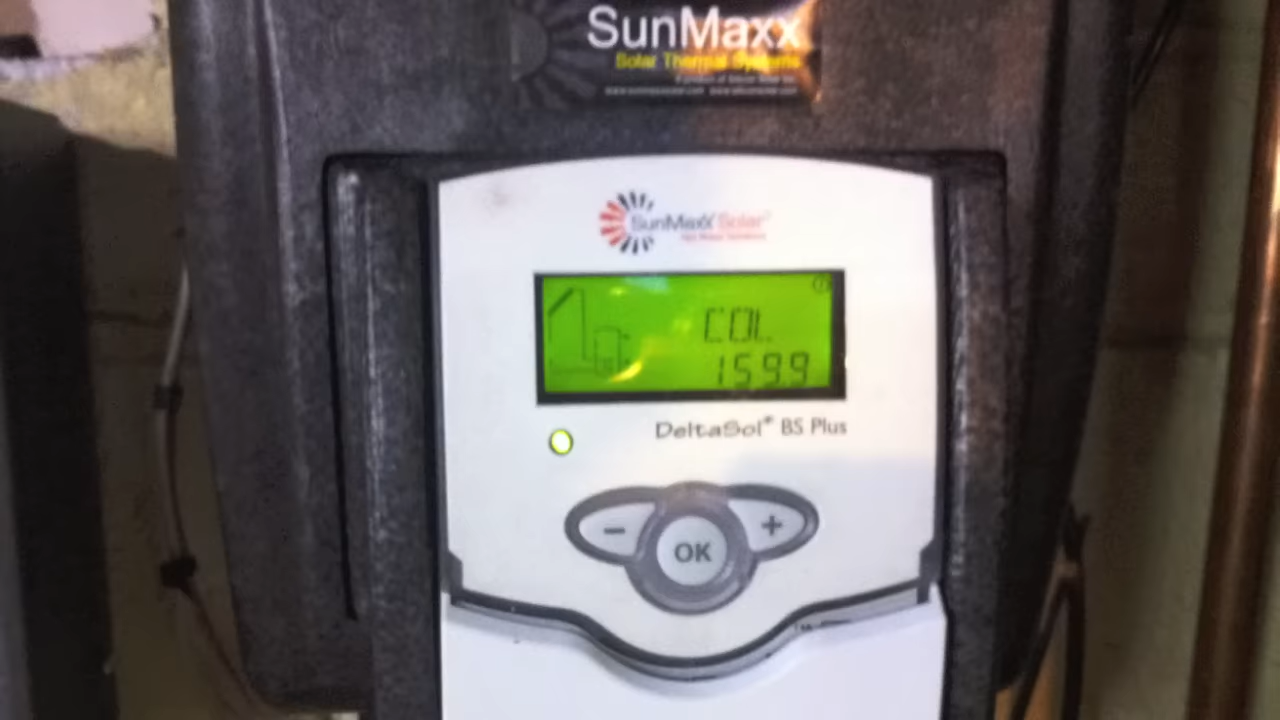 SunMaxx
Solar Thermal Systems
SunMaxx Solar
COL
159.9
DeltaSol® BS Plus
−
+
OK